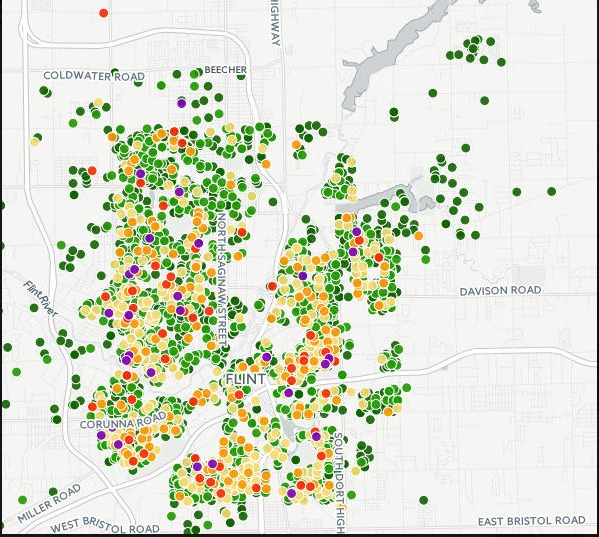 HIGHWAY
COLDWATER ROAD
BEECHER
NORTH SAGINAW STREET
Flint River
DAVISON ROAD
FLINT
CORUNNA ROAD
SOUTH DORT HIGH
MILLER ROAD
WEST BRISTOL ROAD
EAST BRISTOL ROAD